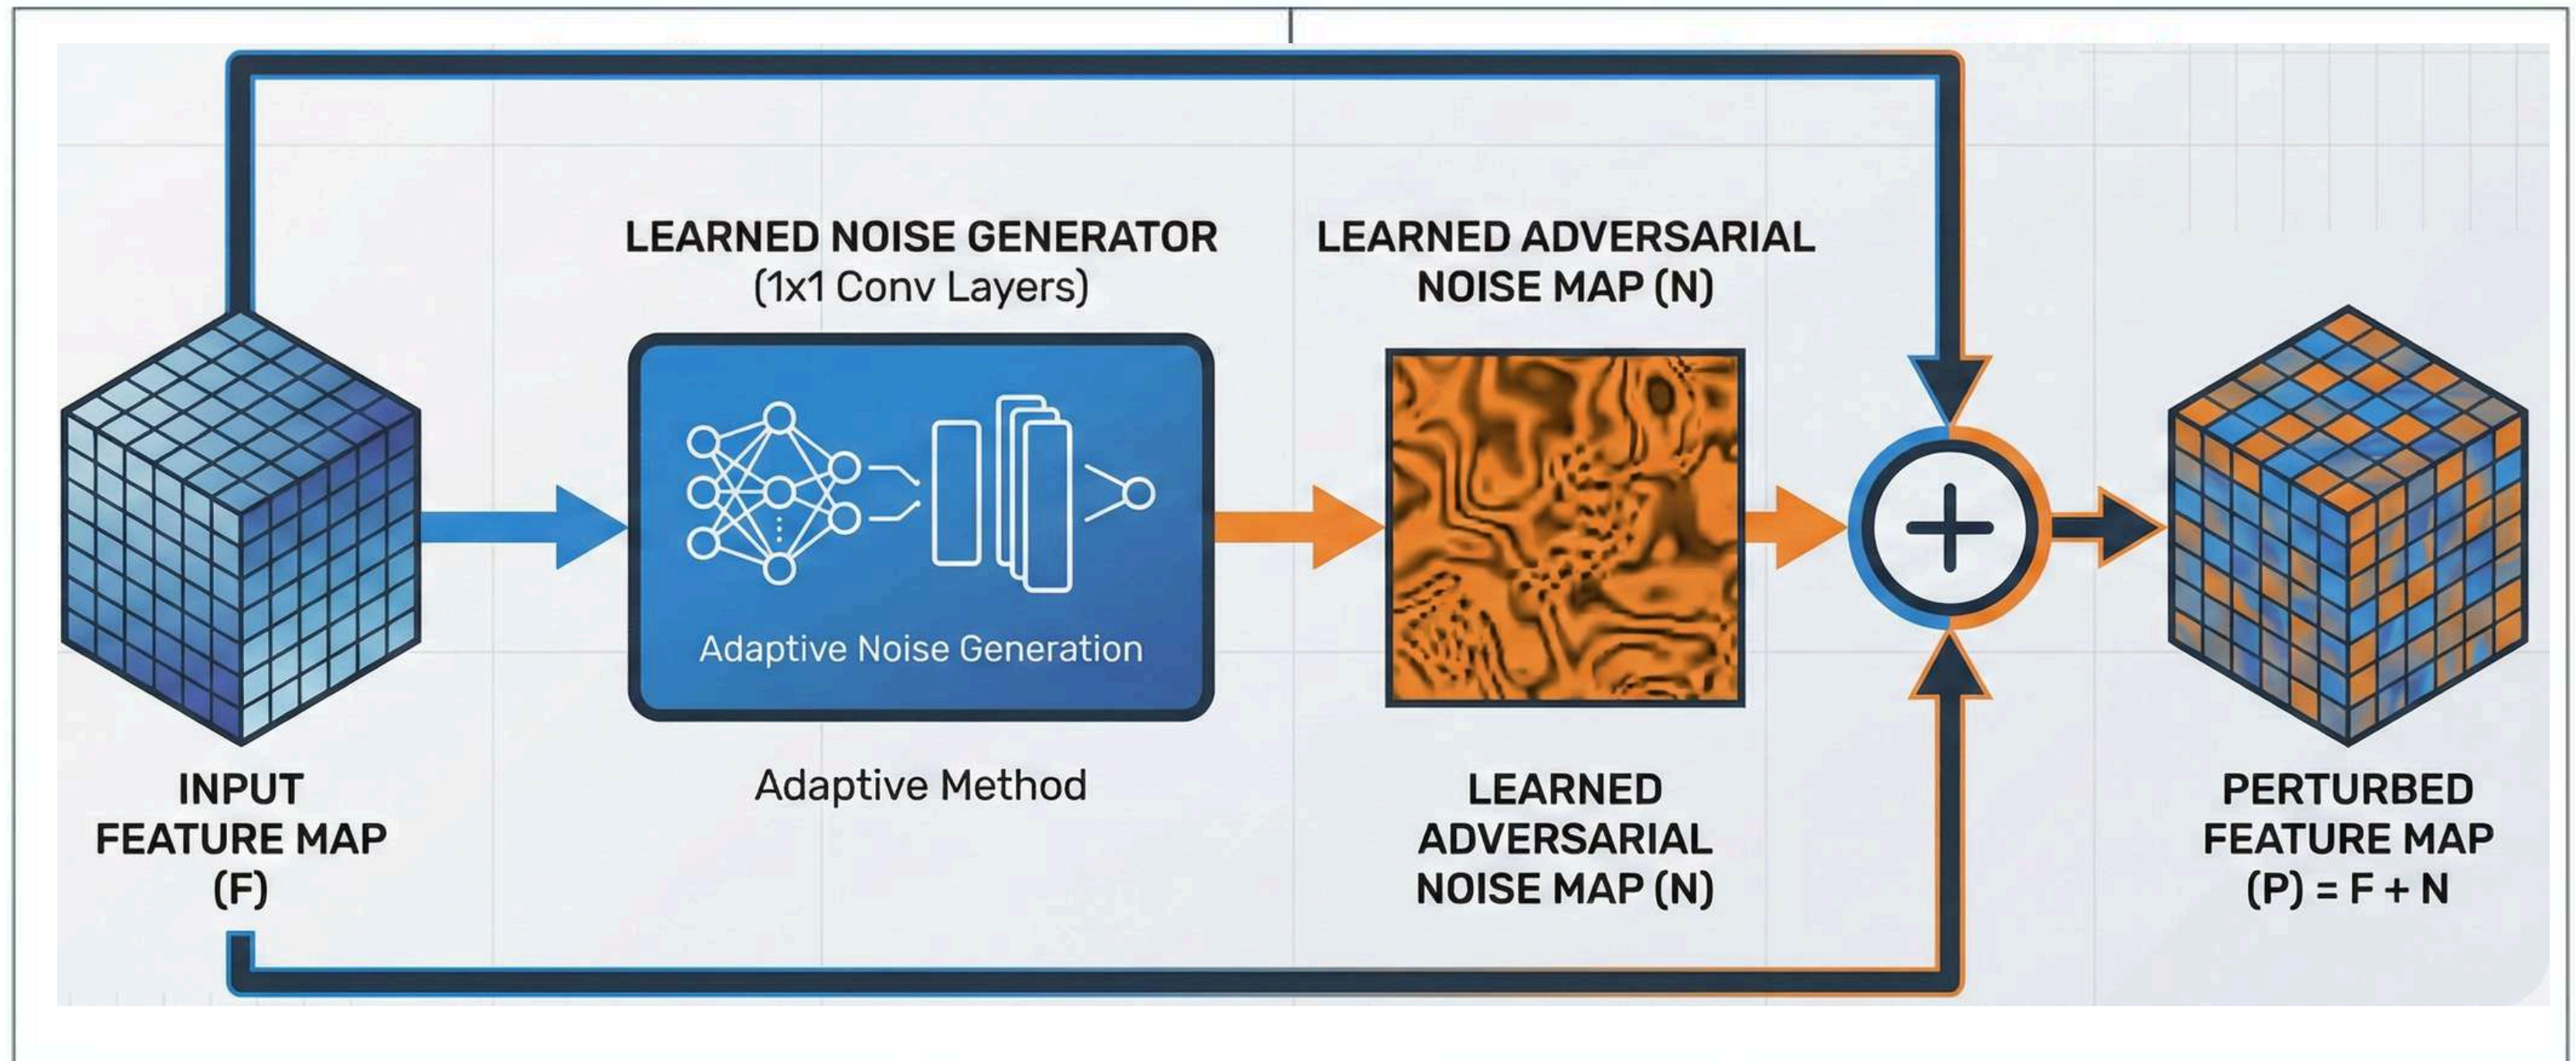 LEARNED NOISE GENERATOR
(1x1 Conv Layers)
LEARNED ADVERSARIAL
NOISE MAP (N)
Adaptive Noise Generation
INPUT
FEATURE MAP
(F)
Adaptive Method
LEARNED
ADVERSARIAL
NOISE MAP (N)
PERTURBED
FEATURE MAP
(P) = F + N